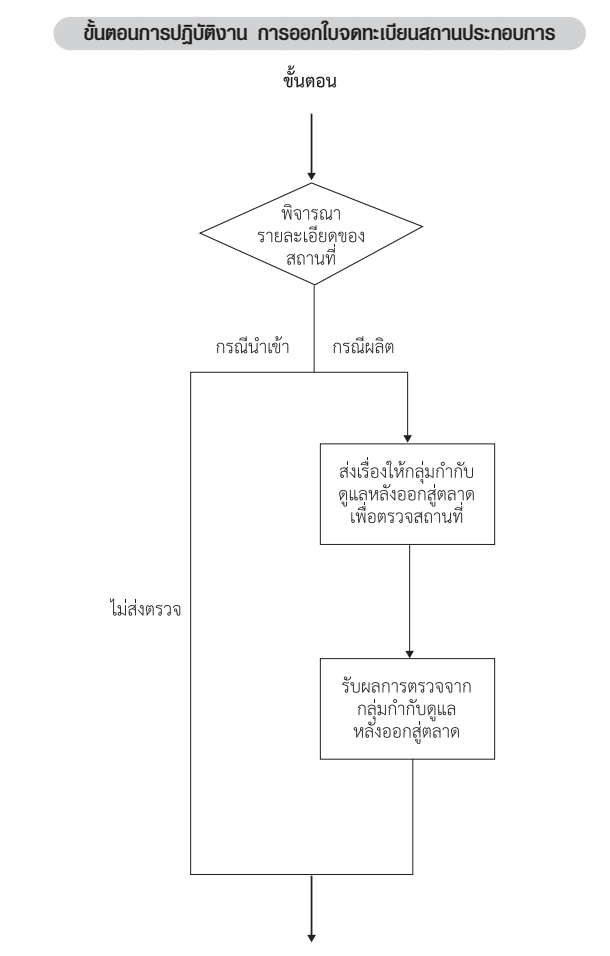 ขั้นตอนการปฏิบัติงาน การออกใบจดทะเบียนสถานประกอบการ
ขั้นตอน
พิจารณา
รายละเอียดของ
สถานที่
กรณีนำเข้า กรณีผลิต
ส่งเรื่องให้กลุ่มกำกับ
ดูแลหลังออกสู่ตลาด
เพื่อตรวจสถานที่
ไม่ส่งตรวจ
รับผลการตรวจจาก
กลุ่มกำกับดูแล
หลังออกสู่ตลาด